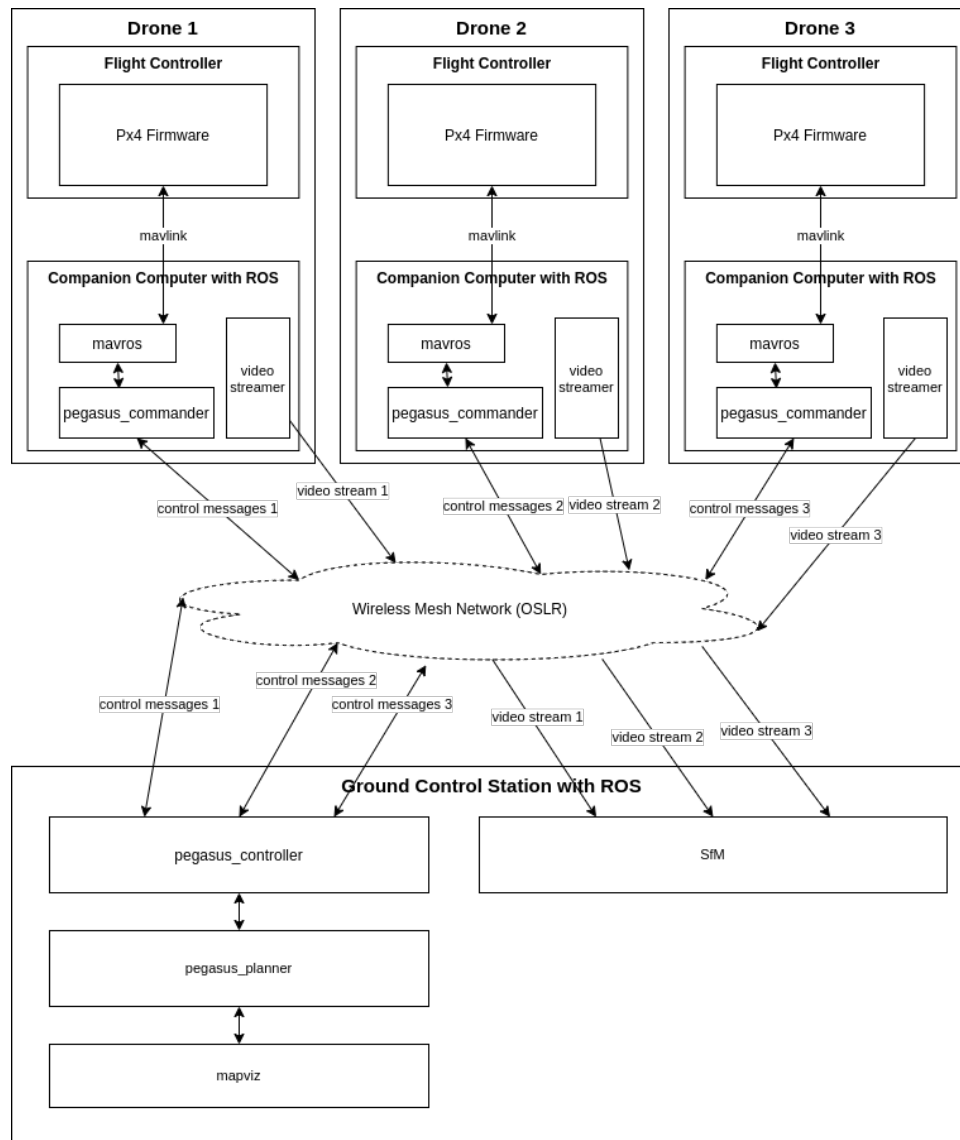 Drone 1
Drone 2
Drone 3
Flight Controller
Flight Controller
Flight Controller
Px4 Firmware
Px4 Firmware
Px4 Firmware
mavlink
mavlink
mavlink
Companion Computer with ROS
Companion Computer with ROS
Companion Computer with ROS
mavros
video
streamer
mavros
video
streamer
mavros
video
streamer
pegasus_commander
pegasus_commander
pegasus_commander
control messages 1
video stream 1
control messages 2
video stream 2
control messages 3
video stream 3
Wireless Mesh Network (OSLR)
control messages 1
control messages 2
control messages 3
video stream 1
video stream 2
video stream 3
Ground Control Station with ROS
pegasus_controller
SfM
pegasus_planner
mapviz